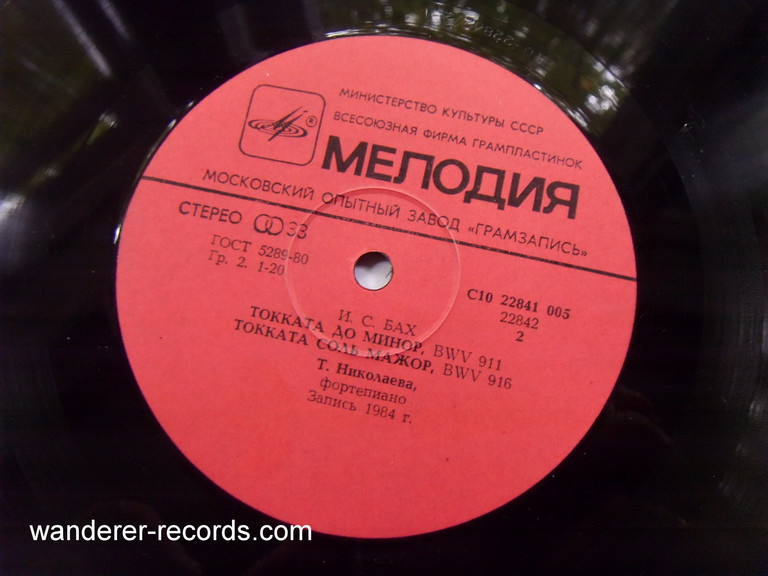 МИНИСТЕРСТВО КУЛЬТУРЫ СССР
ВСЕСОЮЗНАЯ ФИРМА ГРАМПЛАСТИНОК
®
МЕЛОДИЯ
МОСКОВСКИЙ ОПЫТНЫЙ ЗАВОД «ГРАМЗАПИСЬ»
СТЕРЕО 33
ГОСТ 5289-80
Гр. 2. 1-20
С10 22841 005
22842
2
И. С. БАХ
ТОККАТА ДО МИНОР, BWV 911
ТОККАТА СОЛЬ МАЖОР, BWV 916
Т. Николаева,
фортепиано
Запись 1984 г.
wanderer-records.com